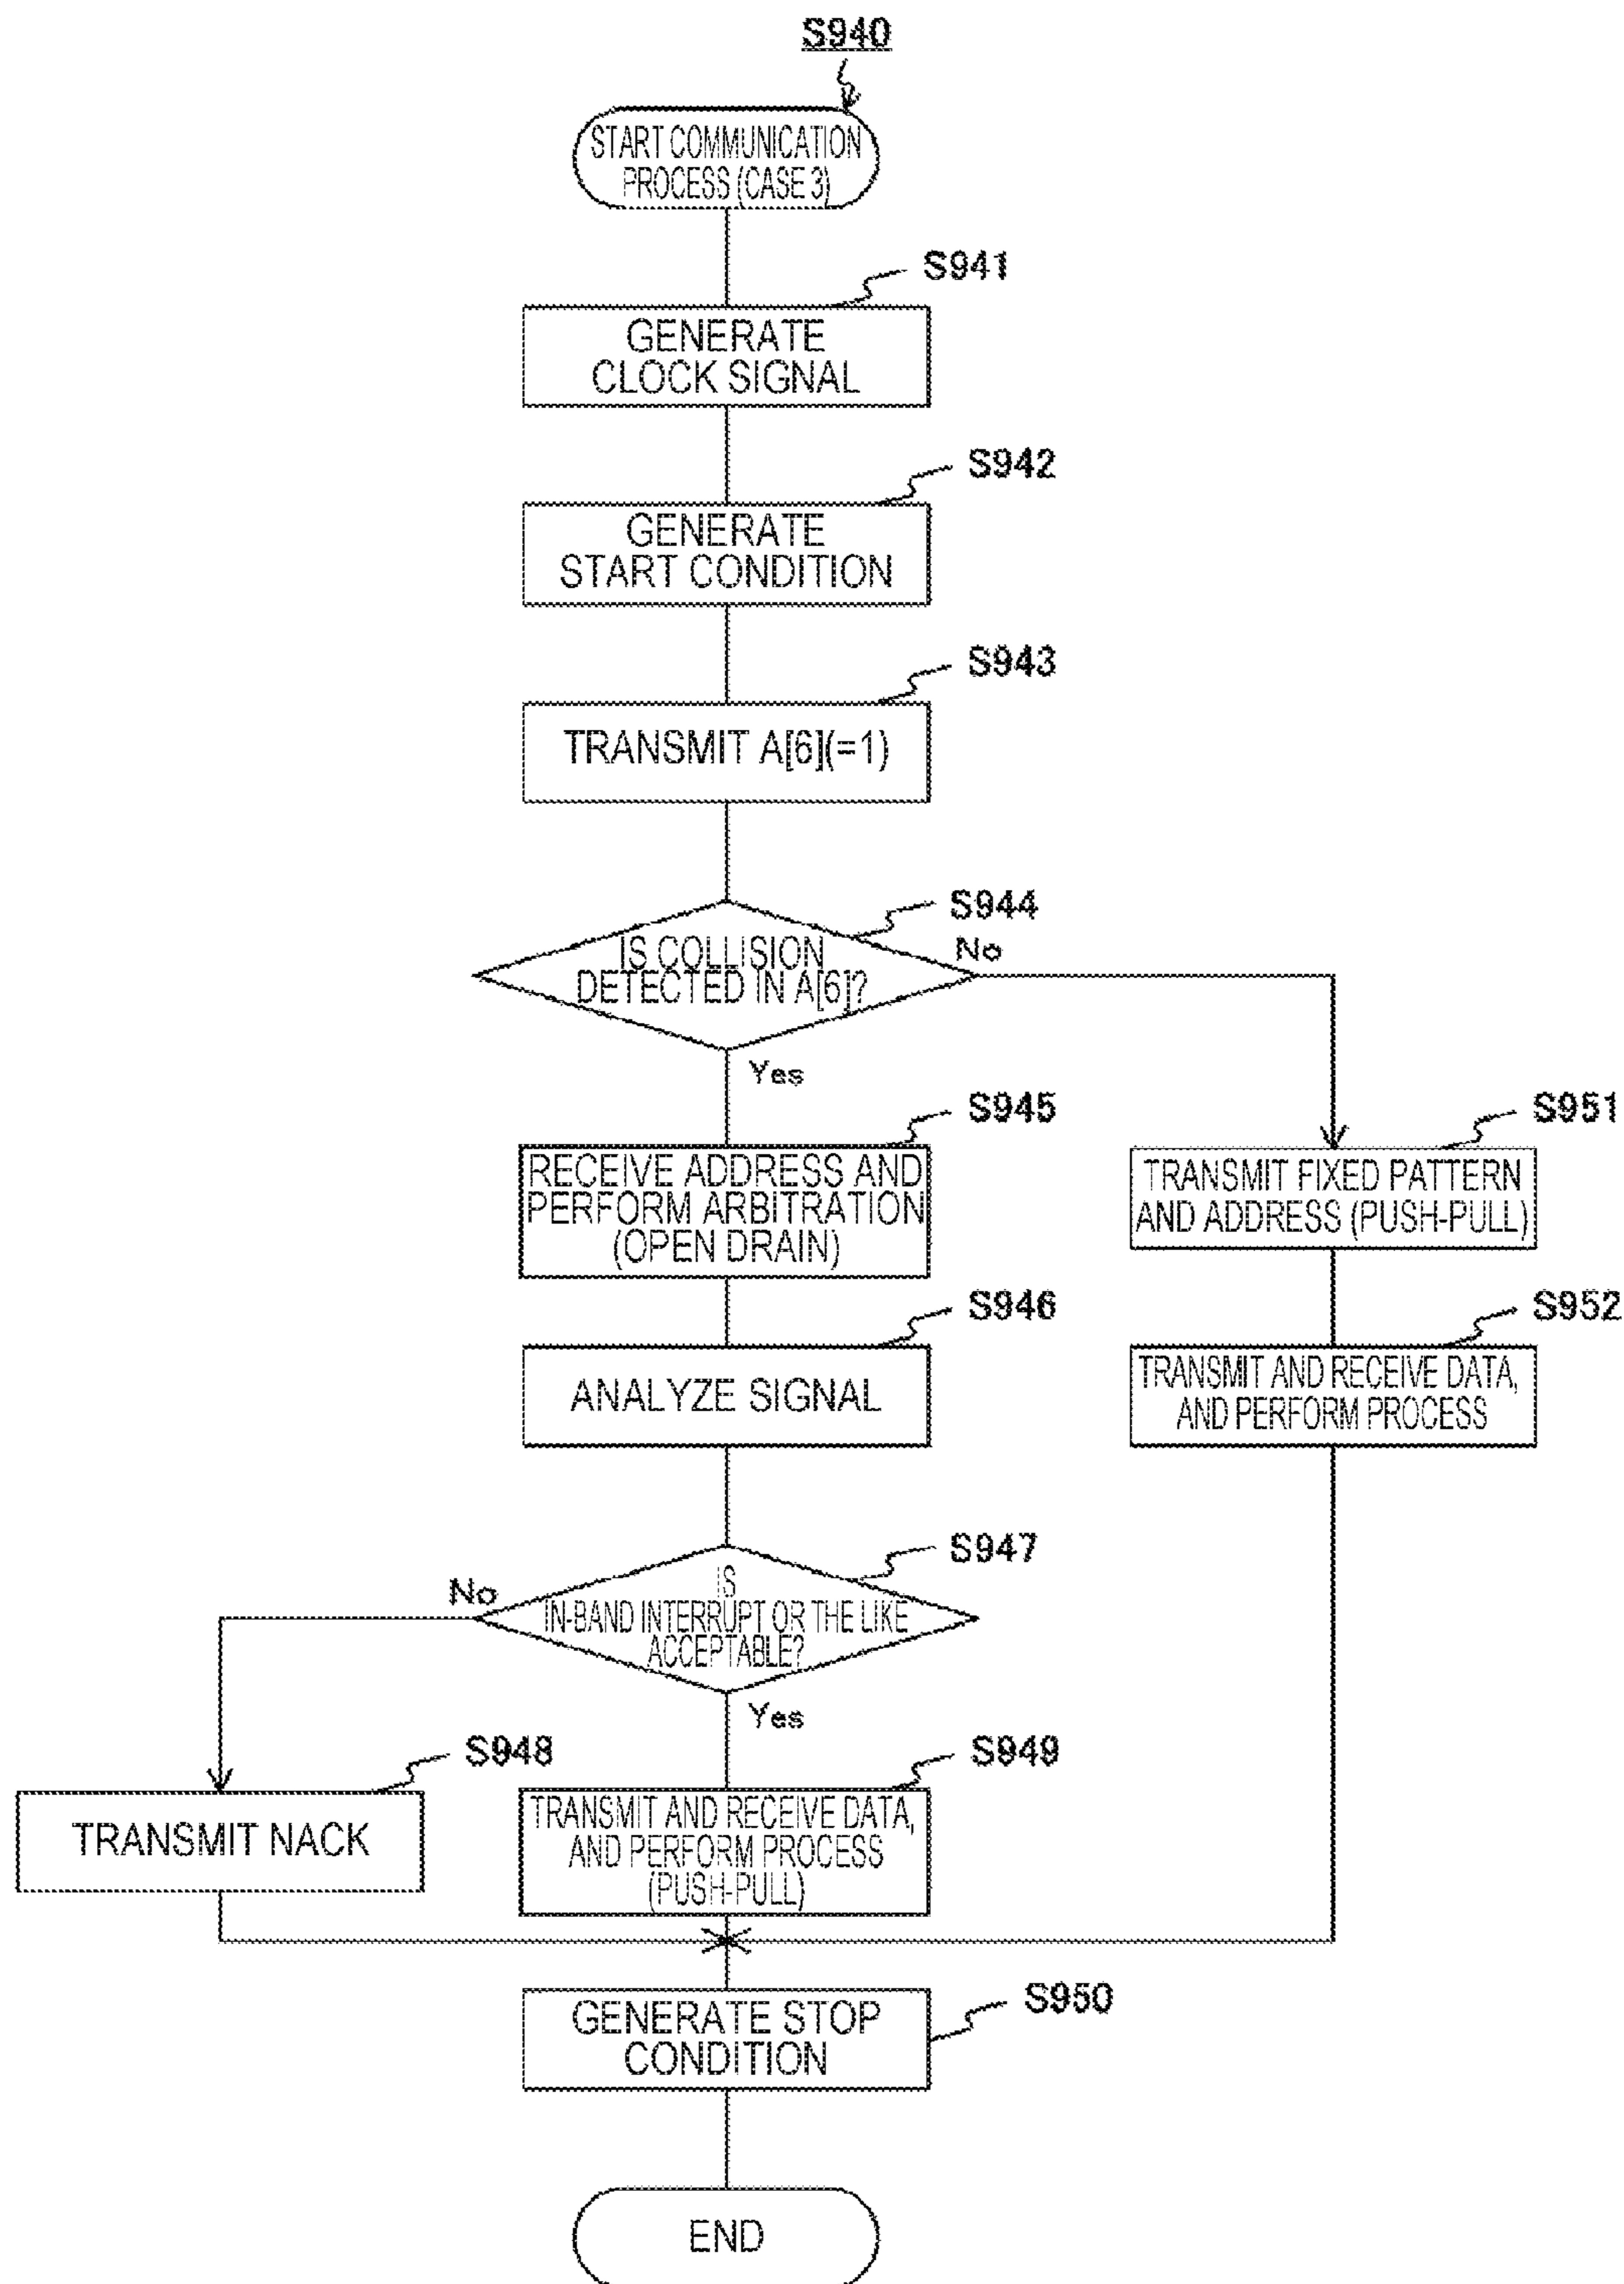 S940
START COMMUNICATION
PROCESS (CASE 3)
S941
GENERATE
CLOCK SIGNAL
S942
GENERATE
START CONDITION
S943
TRANSMIT A[6](=1)
S944
IS COLLISION
DETECTED IN A[6]?
No
Yes
S945
RECEIVE ADDRESS AND
PERFORM ARBITRATION
(OPEN DRAIN)
S951
TRANSMIT FIXED PATTERN
AND ADDRESS (PUSH-PULL)
S946
ANALYZE SIGNAL
S952
TRANSMIT AND RECEIVE DATA,
AND PERFORM PROCESS
S947
IS
IN-BAND INTERRUPT OR THE LIKE
ACCEPTABLE?
No
Yes
S948
TRANSMIT NACK
S949
TRANSMIT AND RECEIVE DATA,
AND PERFORM PROCESS
(PUSH-PULL)
S950
GENERATE STOP
CONDITION
END